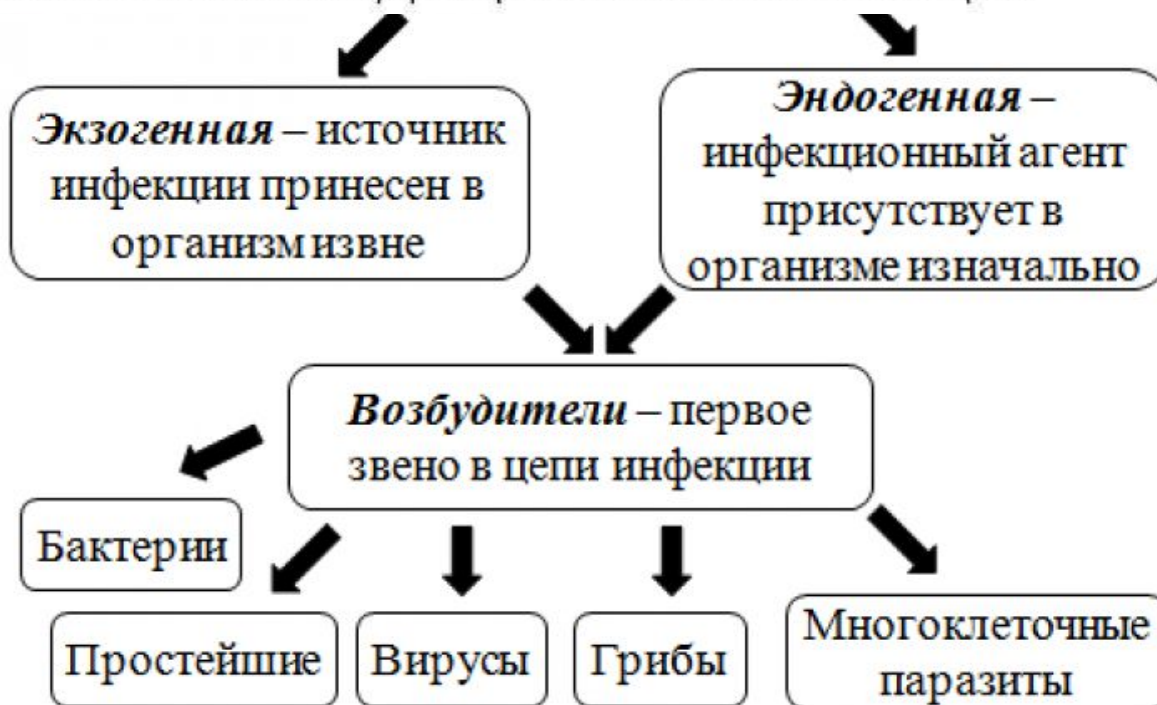 Экзогенная – источник
инфекции принесен в
организм извне
Эндогенная –
инфекционный агент
присутствует в
организме изначально
Возбудители – первое
звено в цепи инфекции
Бактерии
Простейшие
Вирусы
Грибы
Многоклеточные
паразиты